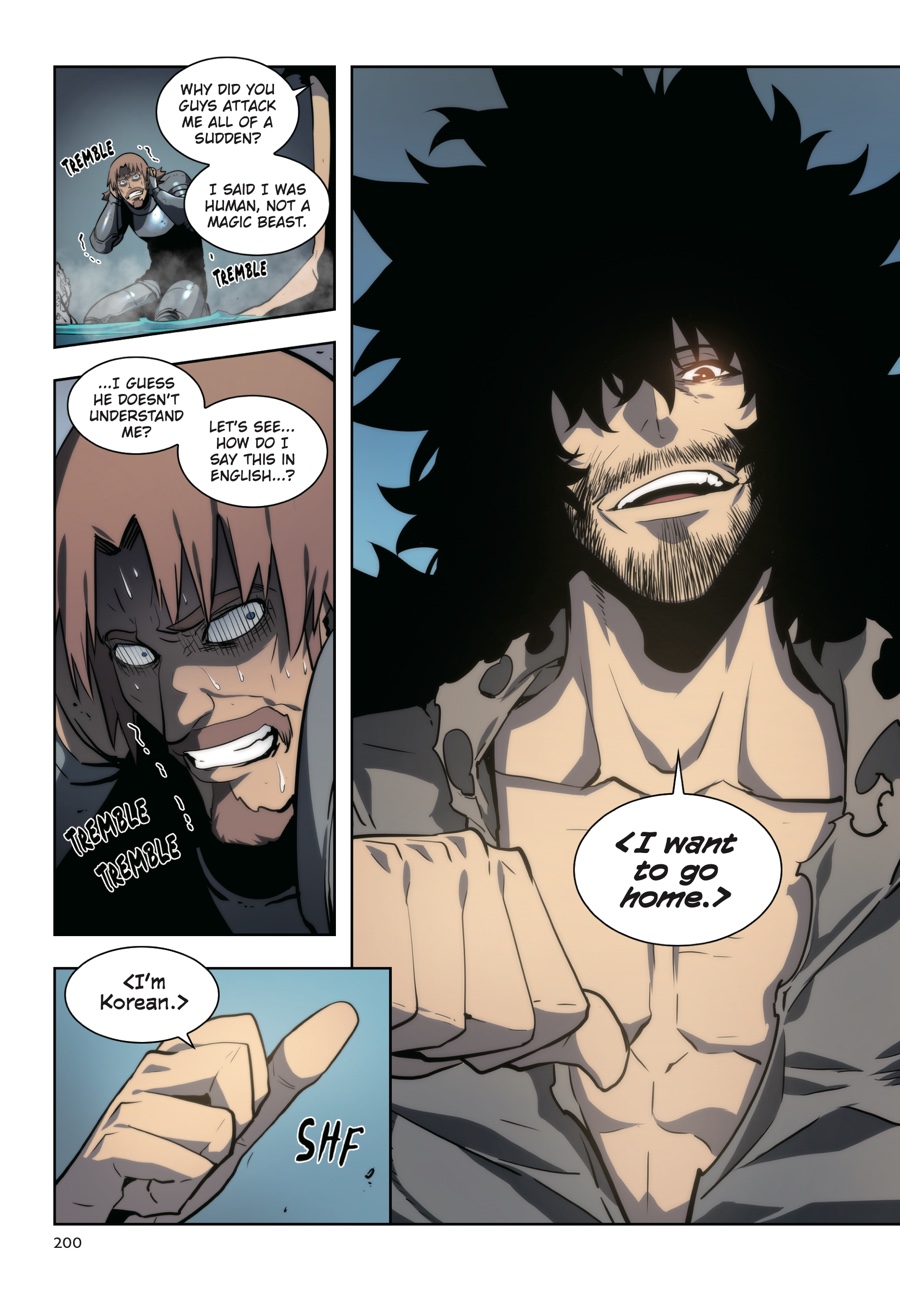 WHY DID YOU
GUYS ATTACK
ME ALL OF A
SUDDEN?
TREMBLE
I SAID I WAS
HUMAN, NOT A
MAGIC BEAST.
TREMBLE
...I GUESS
HE DOESN'T
UNDERSTAND
ME?
LET'S SEE...
HOW DO I
SAY THIS IN
ENGLISH...?
TREMBLE
TREMBLE
<I'm
Korean.>
SHF
<I want
to go
home.>
200